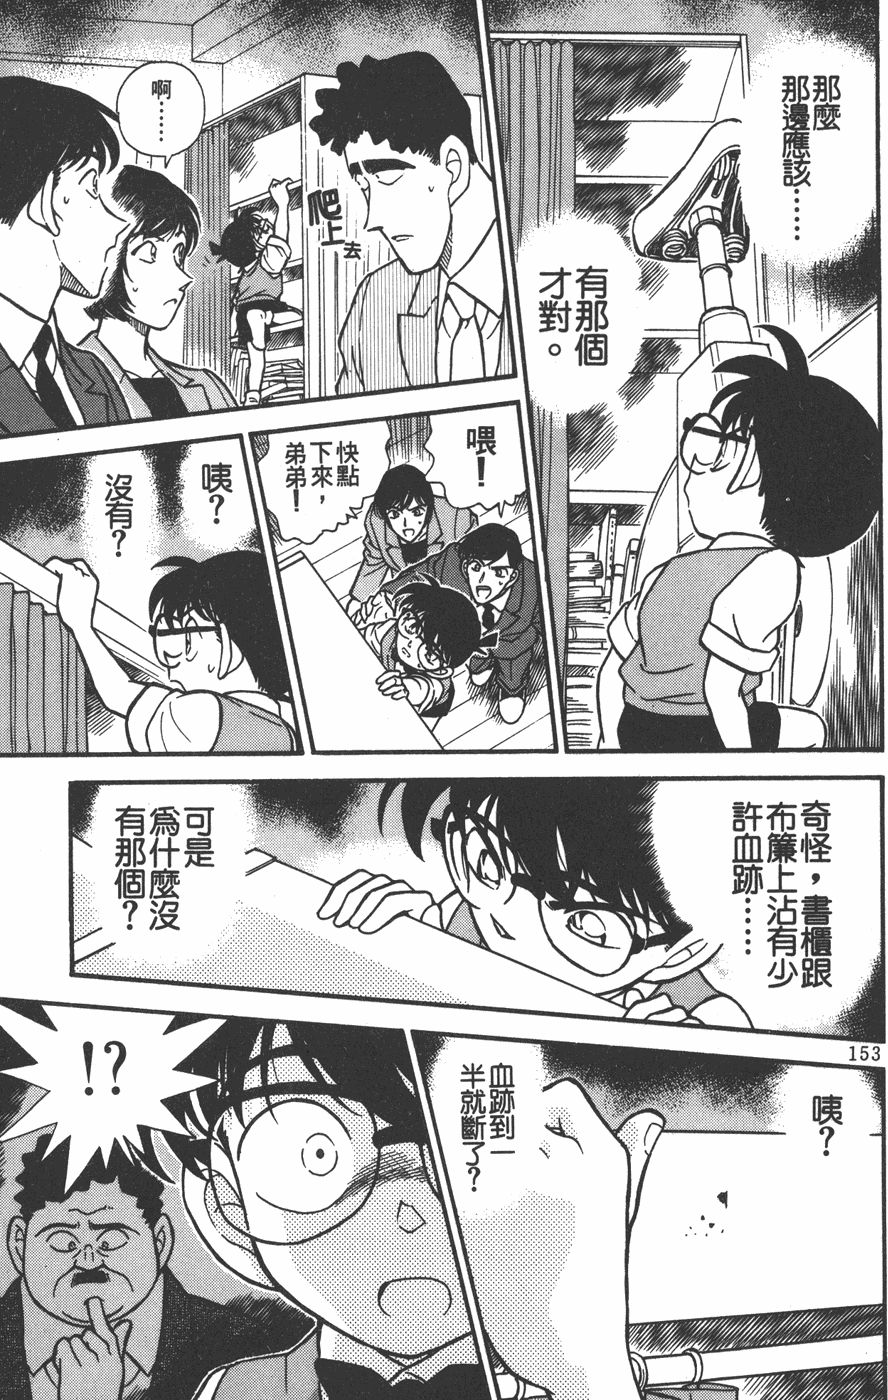 那麼
那邊應該⋯⋯
有那個
才對。
啊⋯⋯
爬上去
喂！
快點
下來，
弟弟！
咦？
沒有？
奇怪，書櫃跟
布簾上沾有少
許血跡⋯⋯
可是
為什麼沒
有那個？
153
咦？
血跡到一
半就斷了？
!?